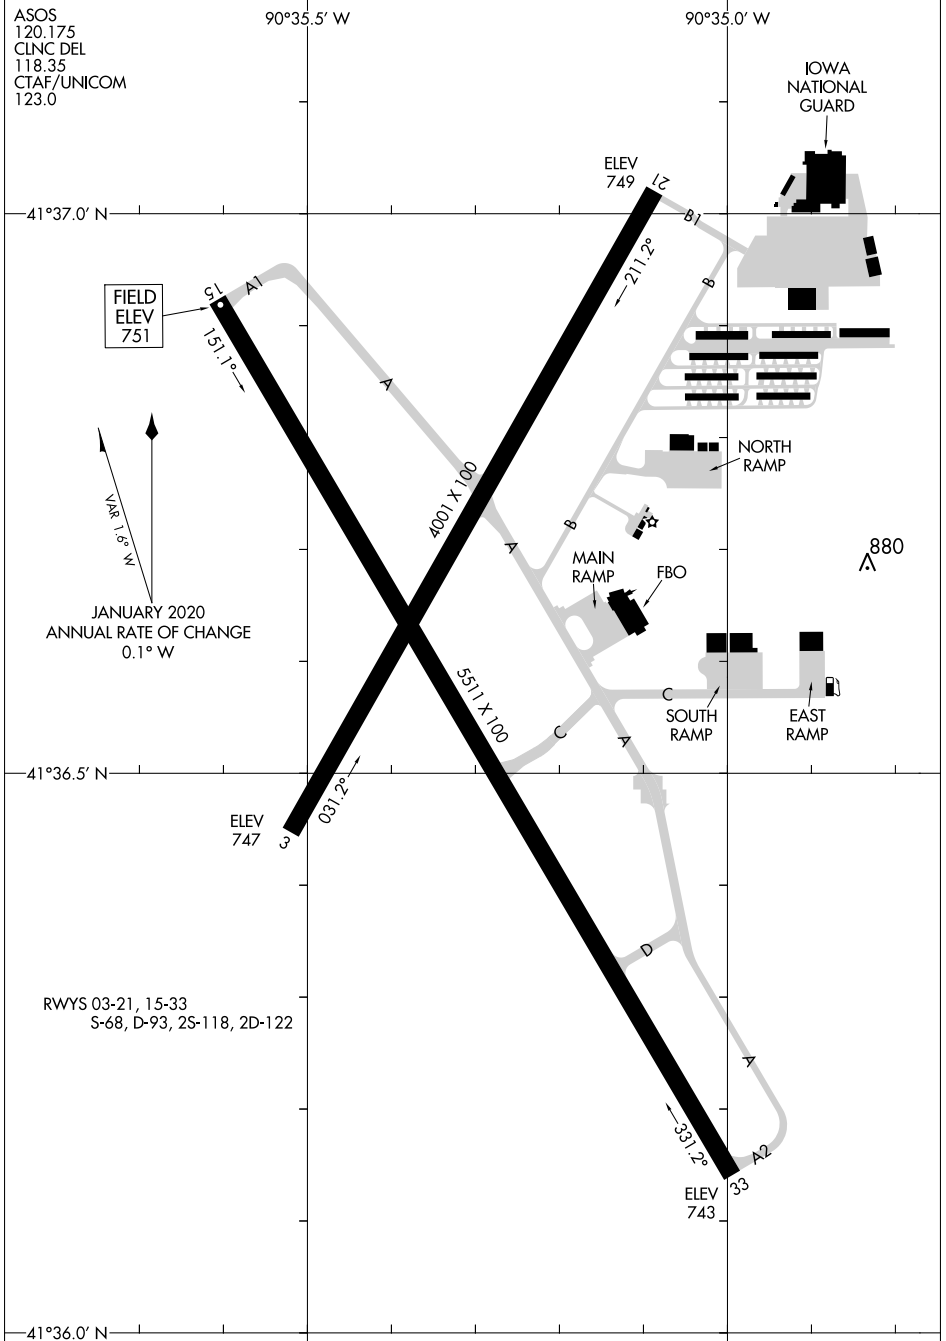 ASOS
120.175
CLNC DEL
118.35
CTAF/UNICOM
123.0
90°35.5' W
90°35.0' W
IOWA
NATIONAL
GUARD
ELEV
749
21
41°37.0' N
B1
211.2°
B
FIELD
ELEV
751
15
A1
151.1°
A
VAR 1.6° W
JANUARY 2020
ANNUAL RATE OF CHANGE
0.1° W
4001 X 100
NORTH
RAMP
B
A
MAIN
RAMP
FBO
880
5511 X 100
C
SOUTH
RAMP
EAST
RAMP
C
A
41°36.5' N
031.2°
ELEV
747
3
D
RWYS 03-21, 15-33
S-68, D-93, 2S-118, 2D-122
A
331.2°
A2
33
ELEV
743
41°36.0' N